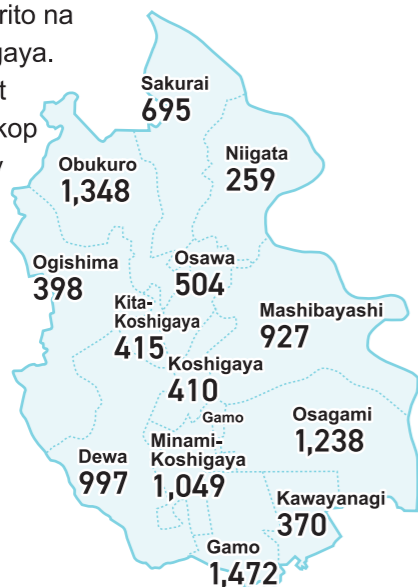 rito na
gaya.
t
kop
Sakurai
695
Niigata
259
Obukuro
1,348
Ogishima
398
Osawa
504
Kita-
Koshigaya
415
Mashibayashi
927
Koshigaya
410
Gamo
Osagami
1,238
Dewa
997
Minami-
Koshigaya
1,049
Kawayanagi
370
Gamo
1,472